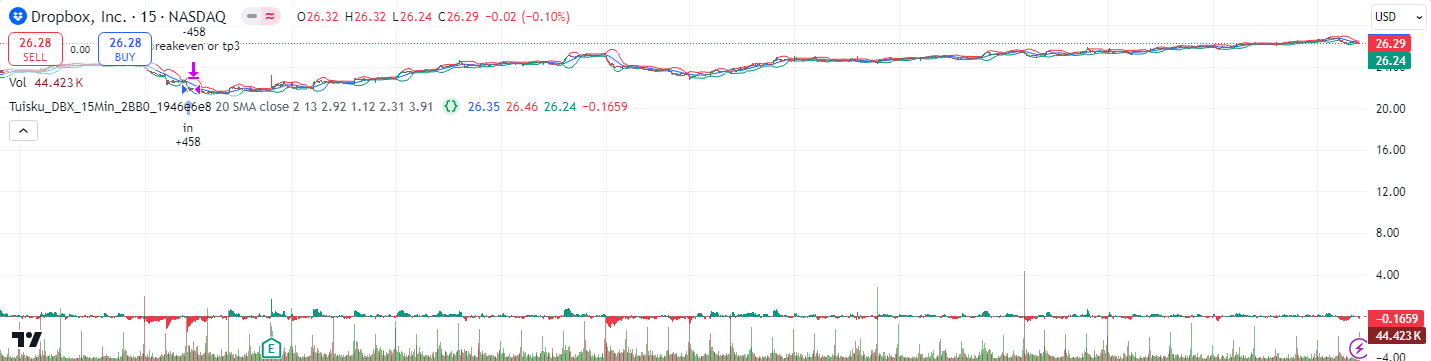 Dropbox, Inc. · 15 · NASDAQ O26.32 H26.32 L26.24 C26.29 −0.02 (−0.10%)
USD
-458
26.28
SELL
0.00
26.28
BUY
breakeven or tp3
26.29
26.24
Vol 44.423 K
Tuisku_DBX_15Min_2BB0_1946e6e8 20 SMA close 2 13 2.92 1.12 2.31 3.91 {} 26.35 26.46 26.24 −0.1659
20.00
in
+458
16.00
12.00
8.00
4.00
−0.1659
44.423 K
E
−4.00